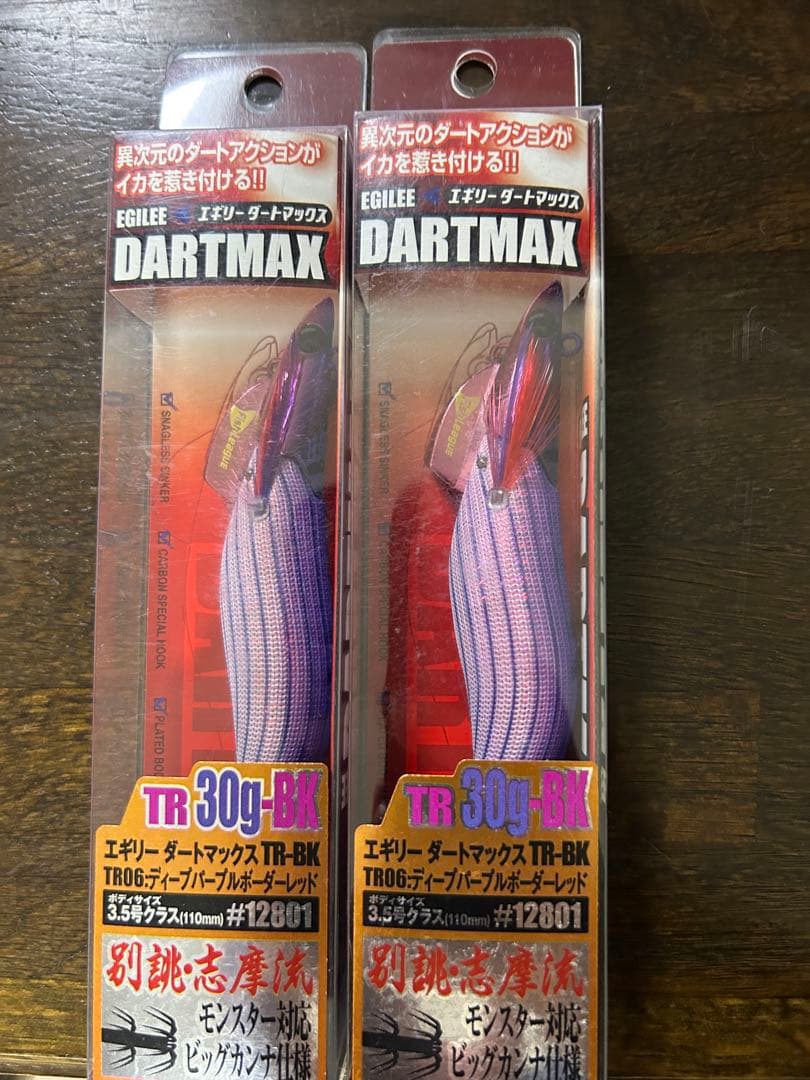 異次元のダートアクションが
イカを惹き付ける!!
EGILEE エギリー ダートマックス
DARTMAX
Fish League
SNAGLESS SINKER
CARBON SPECIAL HOOK
PLATED BO
TR 30g-BK
エギリー ダートマックス TR-BK
TR06:ディープパープルボーダーレッド
ボディサイズ
3.5号クラス(110mm) #12801
別誂・志摩流
モンスター対応
ビッグカンナ仕様
異次元のダートアクションが
イカを惹き付ける!!
EGILEE エギリー ダートマックス
DARTMAX
League
SNAGLESS SINKER
TR 30g-BK
エギリー ダートマックス TR-BK
TR06:ディープパープルボーダーレッド
ボディサイズ
3.5号クラス(110mm) #12801
別誂・志摩流
モンスター対応
ビッグカンナ仕様